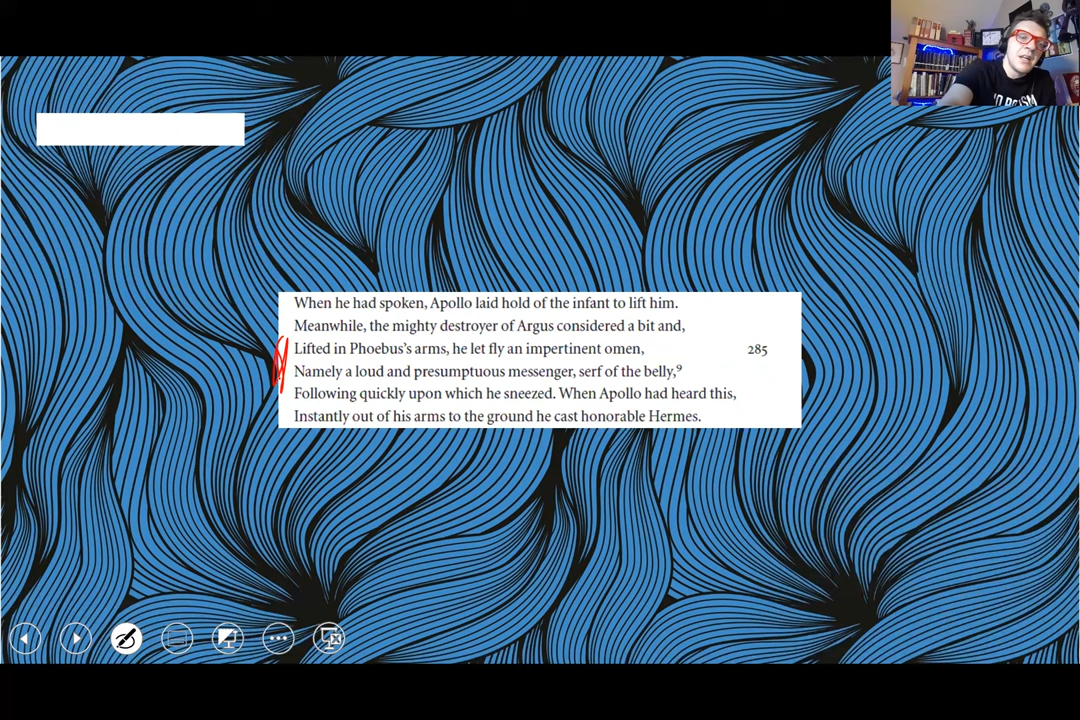 When he had spoken, Apollo laid hold of the infant to lift him.
Meanwhile, the mighty destroyer of Argus considered a bit and,
Lifted in Phoebus's arms, he let fly an impertinent omen, 285
Namely a loud and presumptuous messenger, serf of the belly,⁹
Following quickly upon which he sneezed. When Apollo had heard this,
Instantly out of his arms to the ground he cast honorable Hermes.